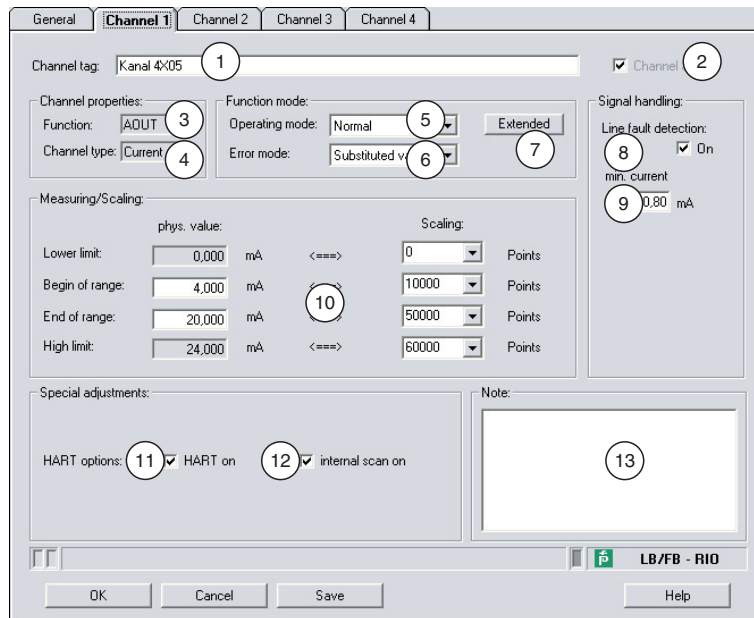 General Channel 1 Channel 2 Channel 3 Channel 4
Channel tag: Kanal 4X05 1 Channel 2
Channel properties: Function mode: Signal handling:
Function: AOUT 3 Operating mode: Normal 5 Extended Line fault detection:
Channel type: Current 4 Error mode: Substituted 6 7 8 On
min. current
9 0,80 mA
Measuring/Scaling:
phys. value: Scaling:
Lower limit: 0,000 mA <===> 0 Points
Begin of range: 4,000 mA 10000 Points
10
End of range: 20,000 mA 50000 Points
High limit: 24,000 mA <===> 60000 Points
Special adjustments: Note:
HART options: 11 HART on 12 internal scan on 13
LB/FB - RIO
OK Cancel Save Help